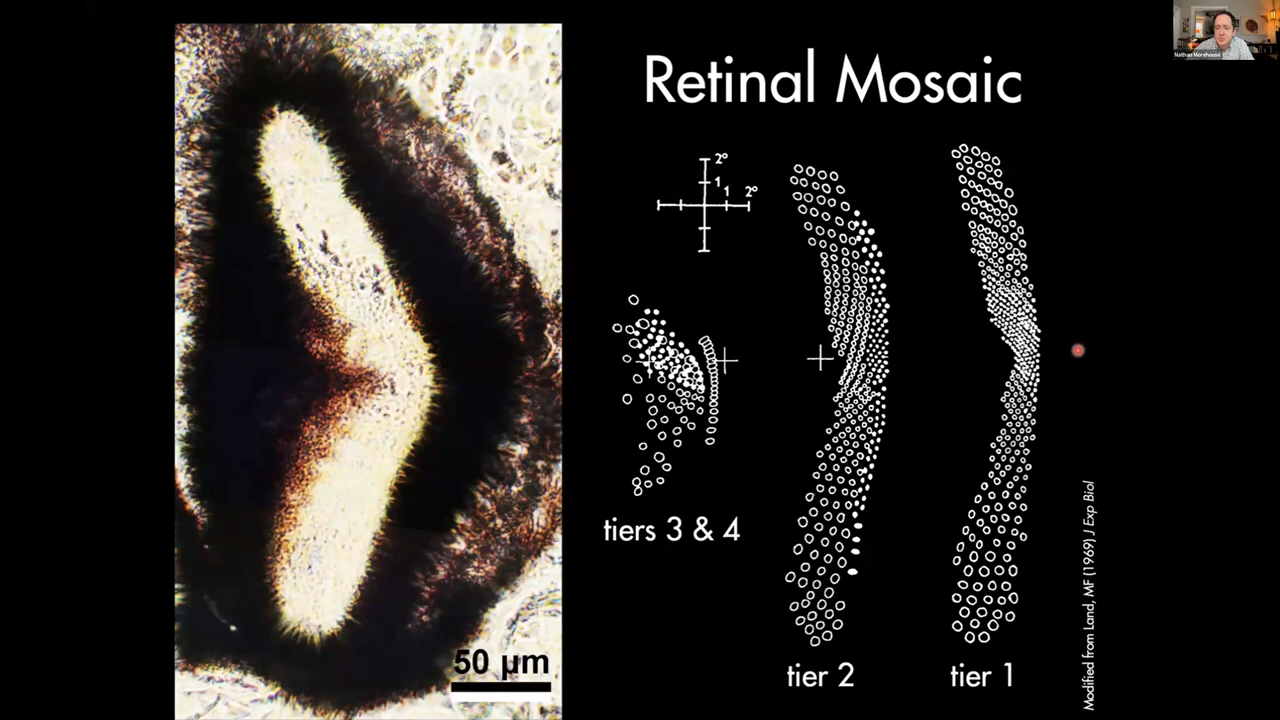 Nathan Morehouse
Retinal Mosaic
2°
1
1
2°
tiers 3 & 4
tier 2
tier 1
50 µm
Modified from Land, MF (1969) J Exp Biol